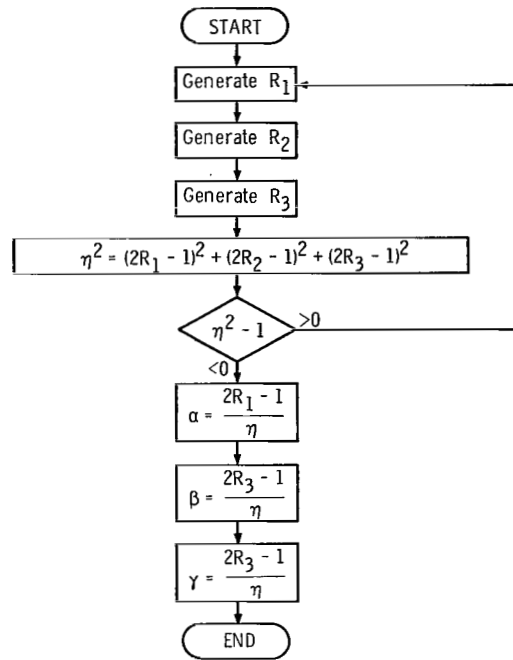 START
Generate R₁
Generate R₂
Generate R₃
η² = (2R₁ - 1)² + (2R₂ - 1)² + (2R₃ - 1)²
η² - 1
>0
<0
α = (2R₁ - 1)/η
β = (2R₃ - 1)/η
γ = (2R₃ - 1)/η
END